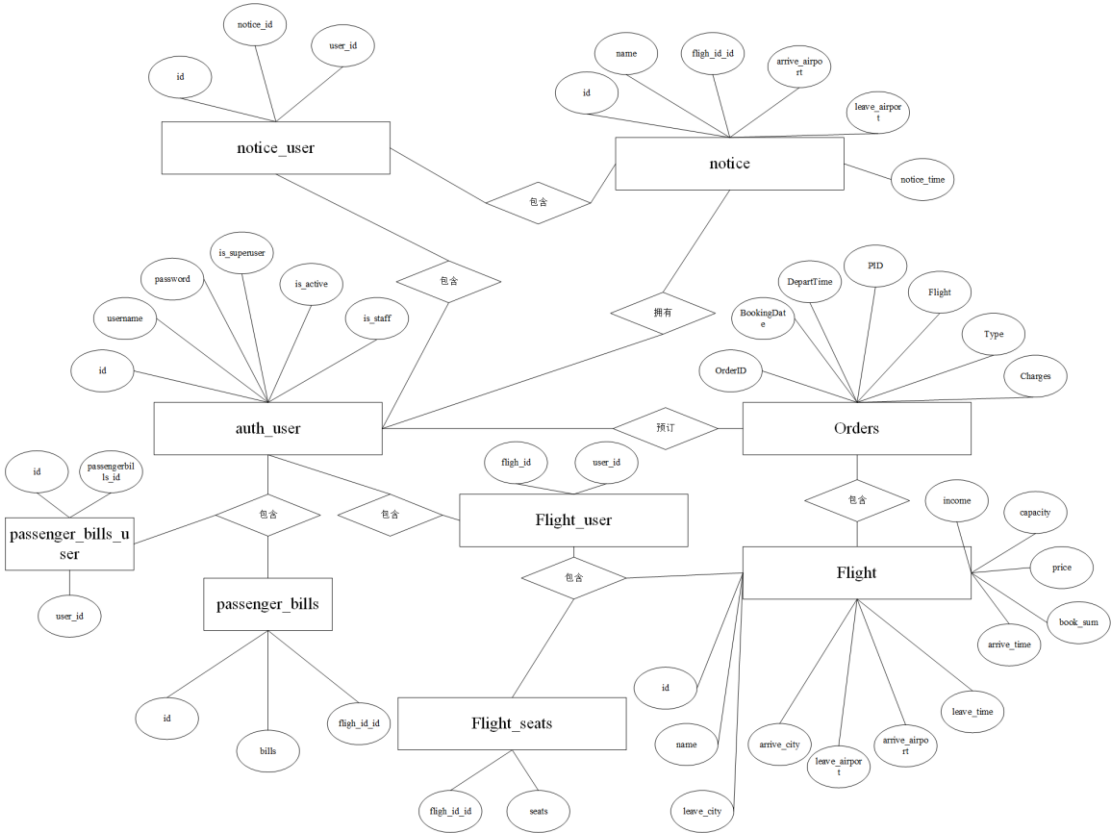 notice_id
user_id
id
notice_user
name
fligh_id_id
arrive_airpo
rt
id
leave_airpor
t
notice
notice_time
包含
包含
拥有
is_superuser
password
is_active
username
is_staff
id
auth_user
DepartTime
PID
Flight
BookingDat
e
Type
OrderID
Charges
预订
Orders
id
passengerbil
ls_id
passenger_bills_u
ser
user_id
包含
包含
fligh_id
user_id
Flight_user
包含
包含
passenger_bills
id
bills
fligh_id_id
Flight_seats
fligh_id_id
seats
income
capacity
Flight
price
book_sum
arrive_time
id
name
leave_city
arrive_city
leave_airpor
t
arrive_airpo
rt
leave_time